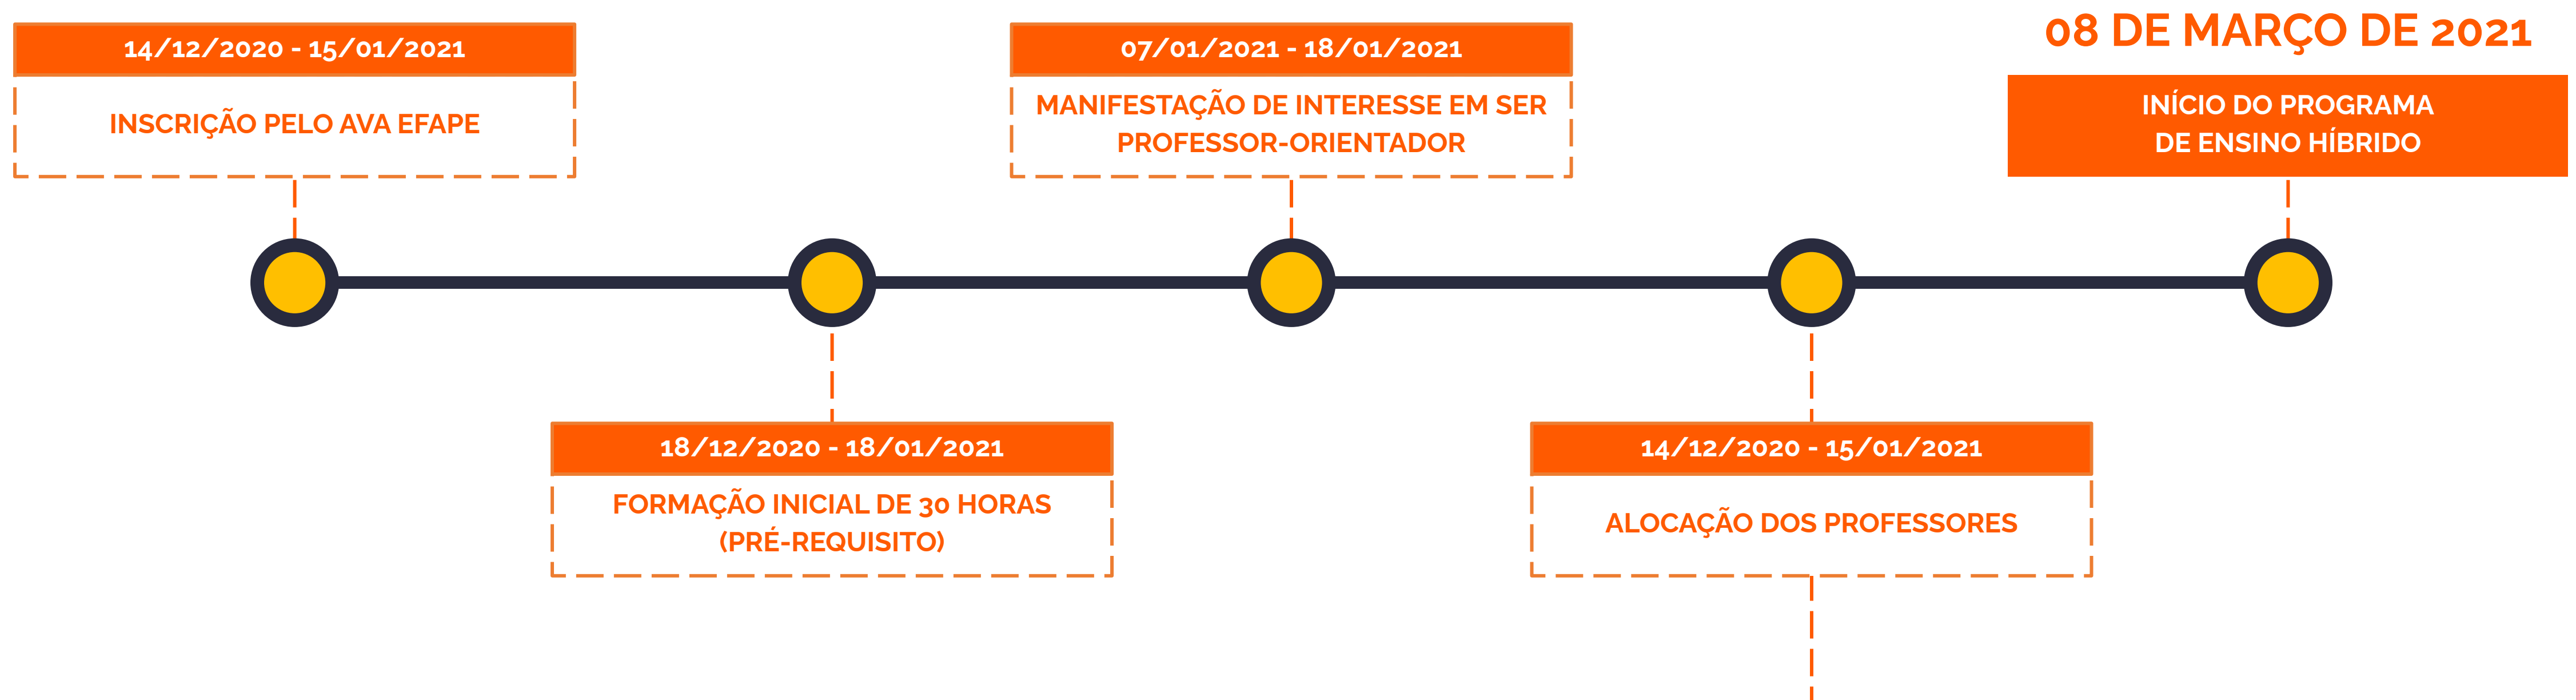 14/12/2020 - 15/01/2021
INSCRIÇÃO PELO AVA EFAPE
18/12/2020 - 18/01/2021
FORMAÇÃO INICIAL DE 30 HORAS
(PRÉ-REQUISITO)
07/01/2021 - 18/01/2021
MANIFESTAÇÃO DE INTERESSE EM SER
PROFESSOR-ORIENTADOR
14/12/2020 - 15/01/2021
ALOCAÇÃO DOS PROFESSORES
08 DE MARÇO DE 2021
INÍCIO DO PROGRAMA
DE ENSINO HÍBRIDO